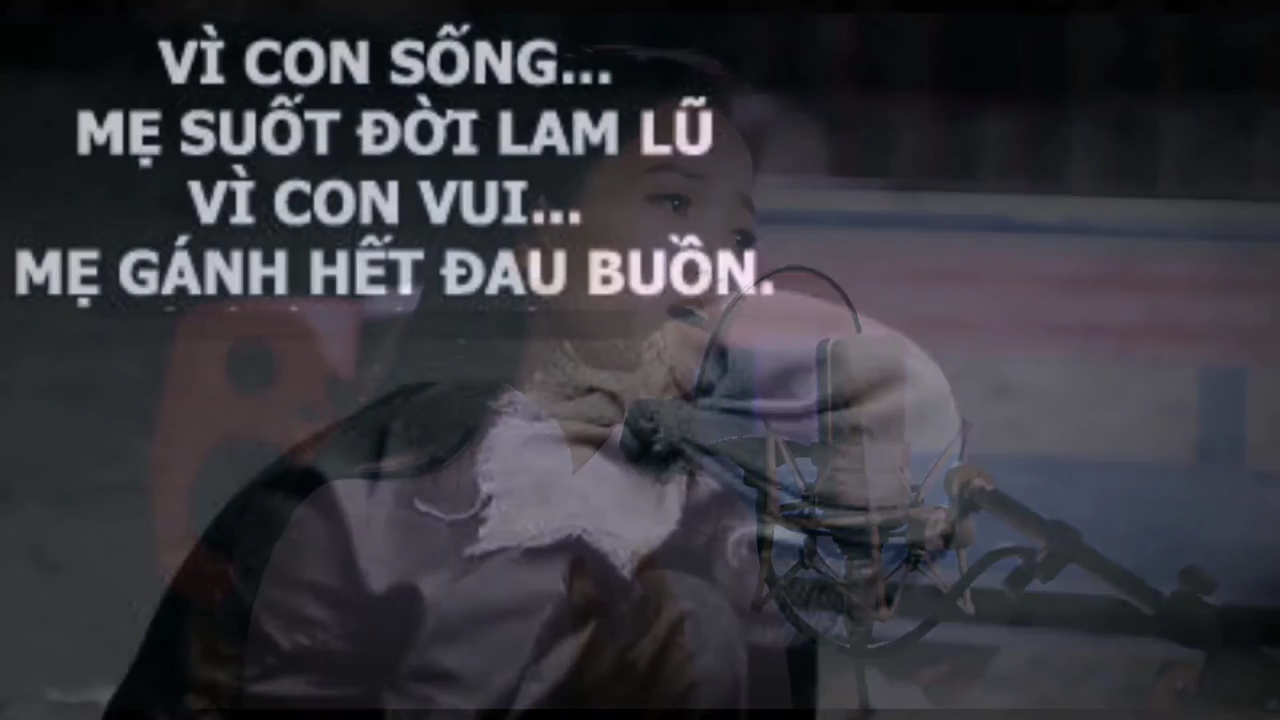 VÌ CON SỐNG...
MẸ SUỐT ĐỜI LAM LŨ
VÌ CON VUI...
MẸ GÁNH HẾT ĐAU BUỒN.